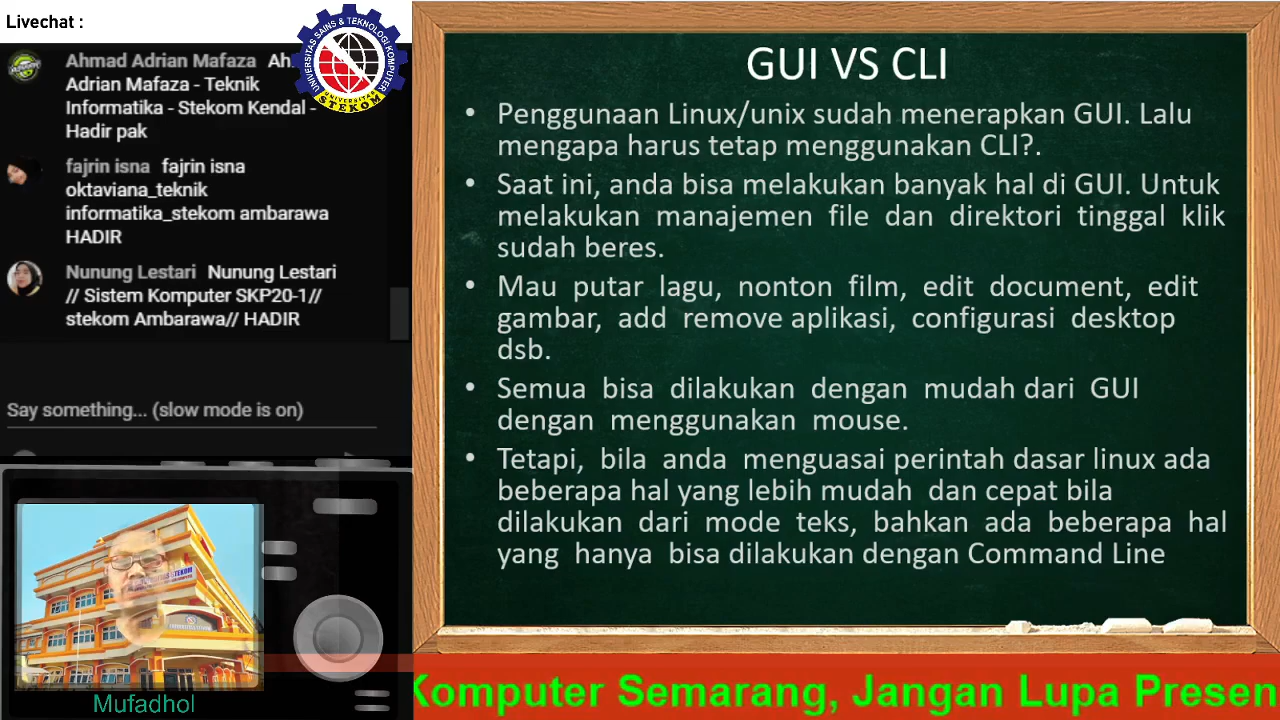 Livechat :
Ahmad Adrian Mafaza Ah
Adrian Mafaza - Teknik
Informatika - Stekom Kendal -
Hadir pak
fajrin isna fajrin isna
oktaviana_teknik
informatika_stekom ambarawa
HADIR
Nunung Lestari Nunung Lestari
// Sistem Komputer SKP20-1//
stekom Ambarawa// HADIR
Say something... (slow mode is on)
UNIVERSITAS SAINS & TEKNOLOGI KOMPUTER
UNIVERSITAS
STEKOM
GUI VS CLI
• Penggunaan Linux/unix sudah menerapkan GUI. Lalu
mengapa harus tetap menggunakan CLI?.
• Saat ini, anda bisa melakukan banyak hal di GUI. Untuk
melakukan manajemen file dan direktori tinggal klik
sudah beres.
• Mau putar lagu, nonton film, edit document, edit
gambar, add remove aplikasi, configurasi desktop
dsb.
• Semua bisa dilakukan dengan mudah dari GUI
dengan menggunakan mouse.
• Tetapi, bila anda menguasai perintah dasar linux ada
beberapa hal yang lebih mudah dan cepat bila
dilakukan dari mode teks, bahkan ada beberapa hal
yang hanya bisa dilakukan dengan Command Line
Mufadhol
Komputer Semarang, Jangan Lupa Presen